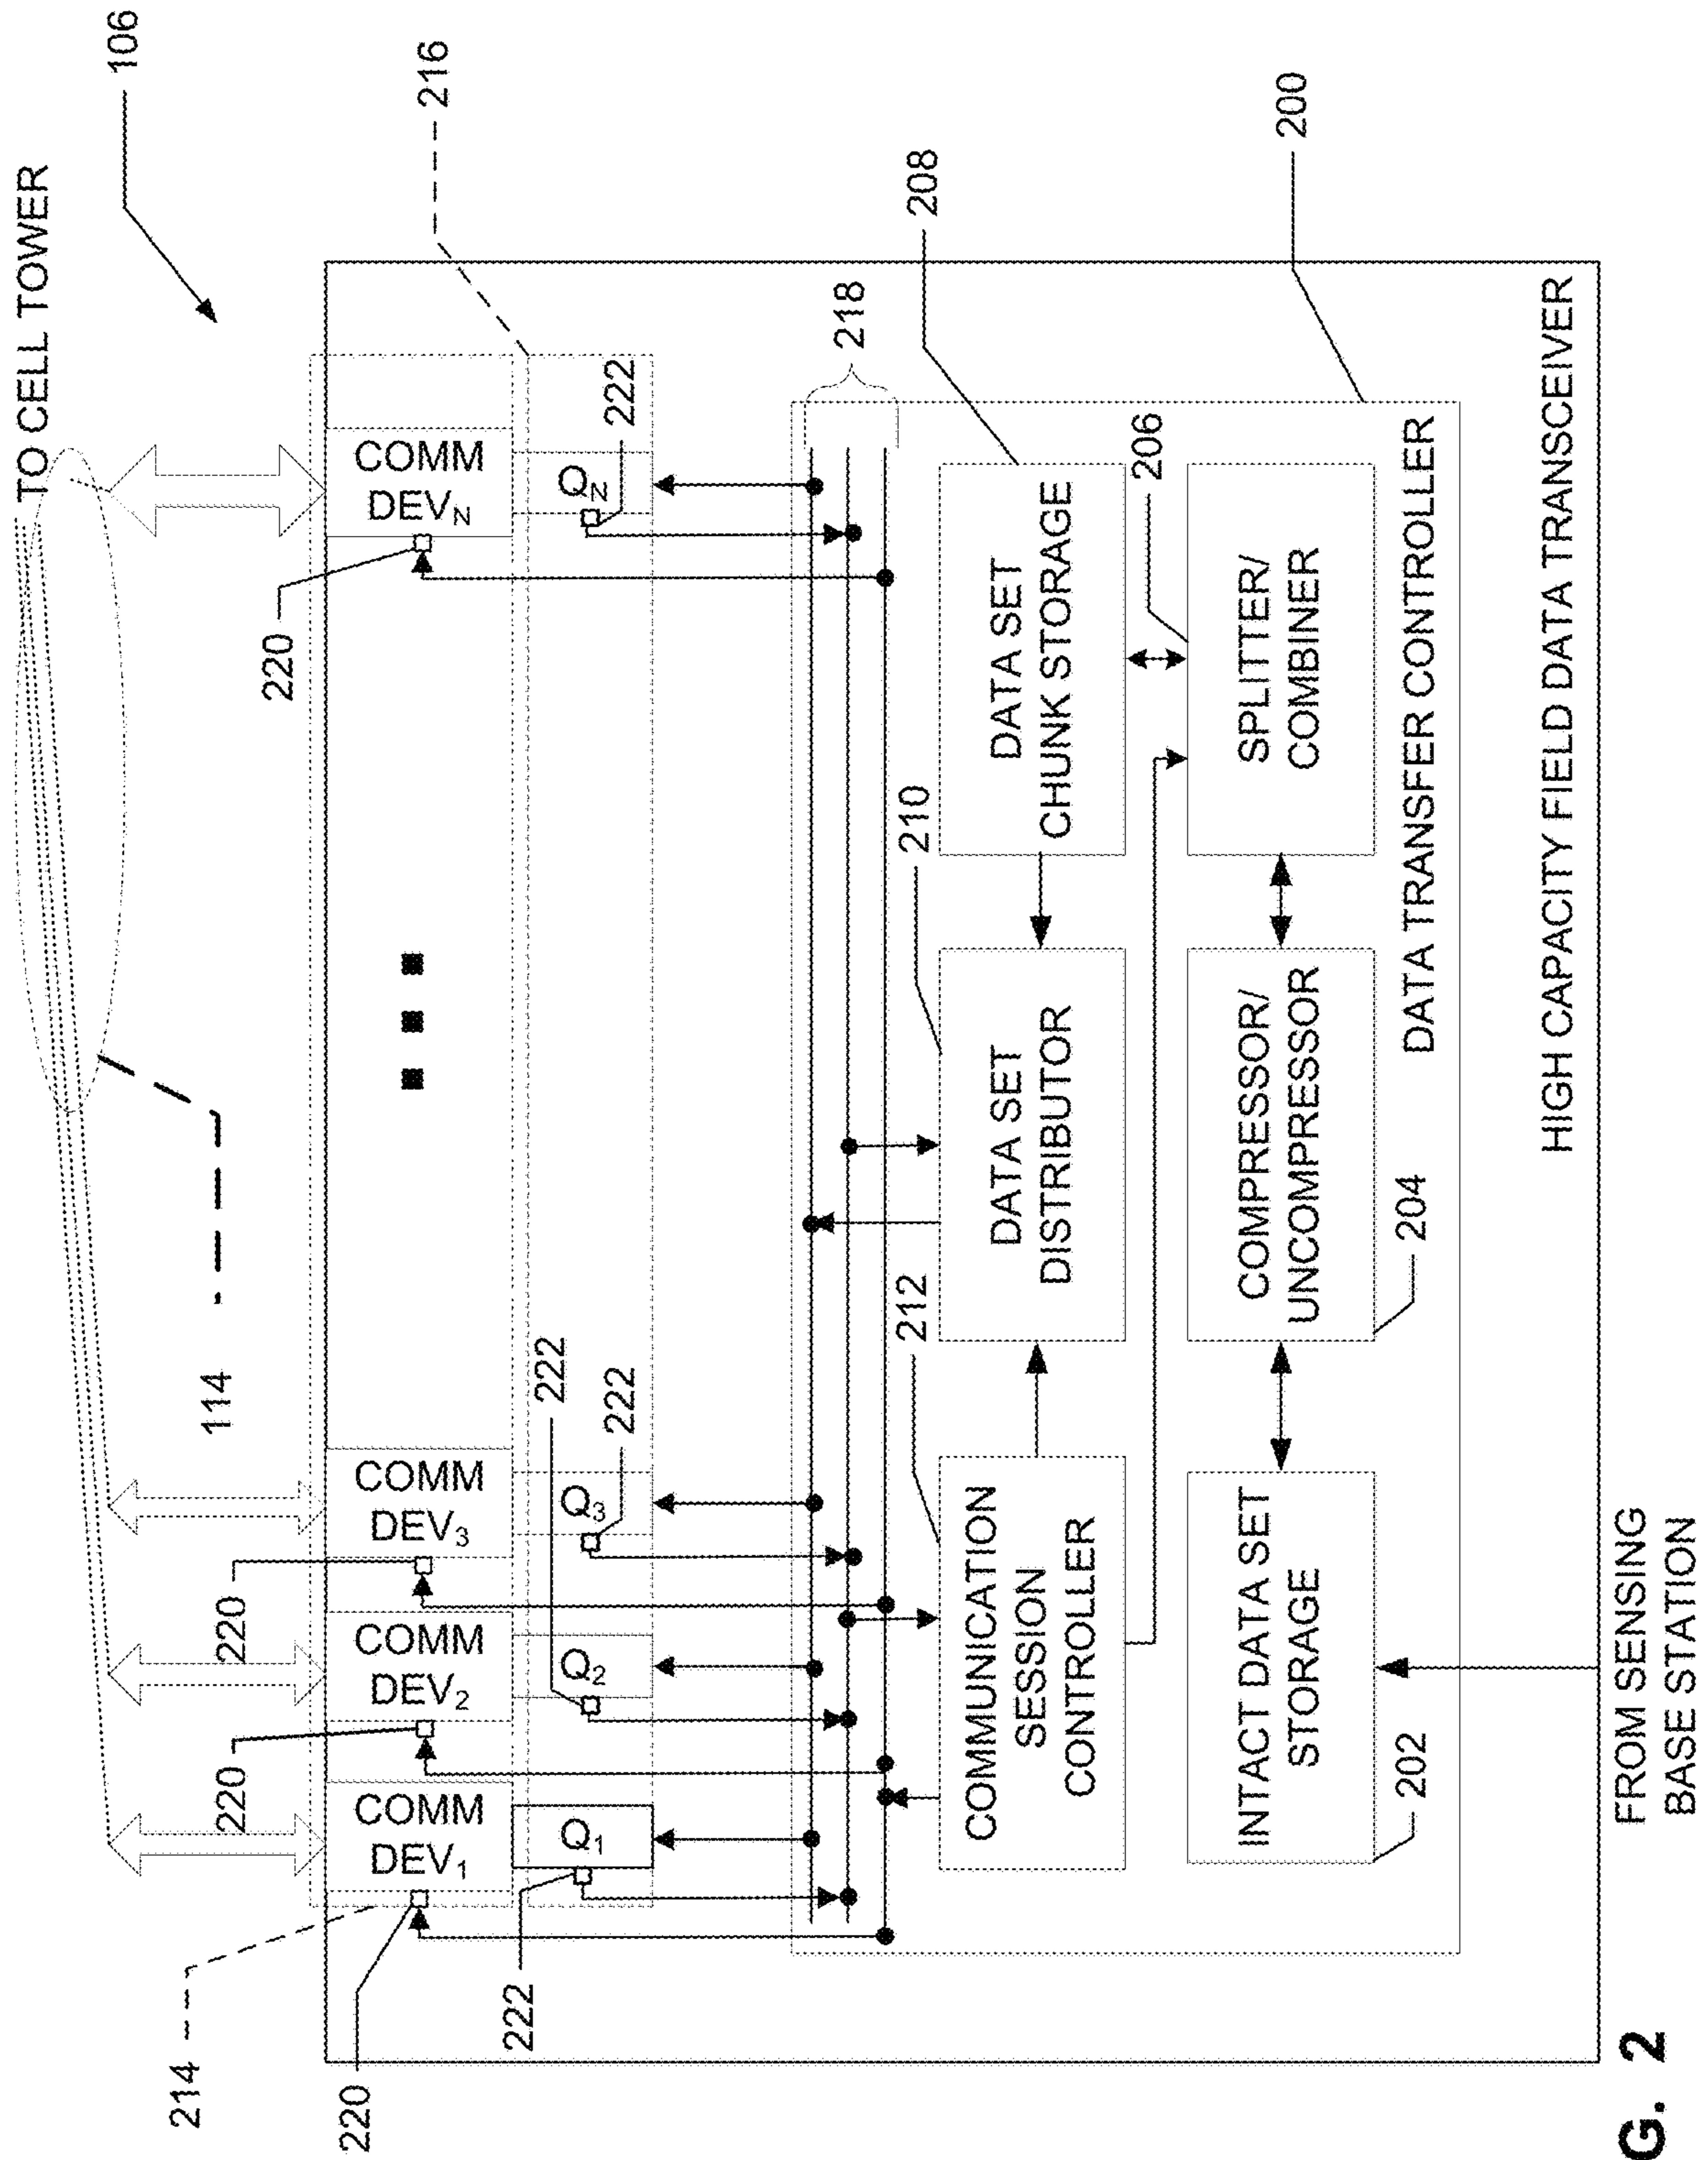 TO CELL TOWER
106
114
216
COMM
DEV1
COMM
DEV2
COMM
DEV3
COMM
DEVN
220
220
220
220
214
Q1
Q2
Q3
QN
222
222
222
222
218
212
210
208
COMMUNICATION
SESSION
CONTROLLER
DATA SET
DISTRIBUTOR
DATA SET
CHUNK STORAGE
206
200
INTACT DATA SET
STORAGE
COMPRESSOR/
UNCOMPRESSOR
SPLITTER/
COMBINER
202
204
DATA TRANSFER CONTROLLER
HIGH CAPACITY FIELD DATA TRANSCEIVER
FROM SENSING
BASE STATION
G. 2